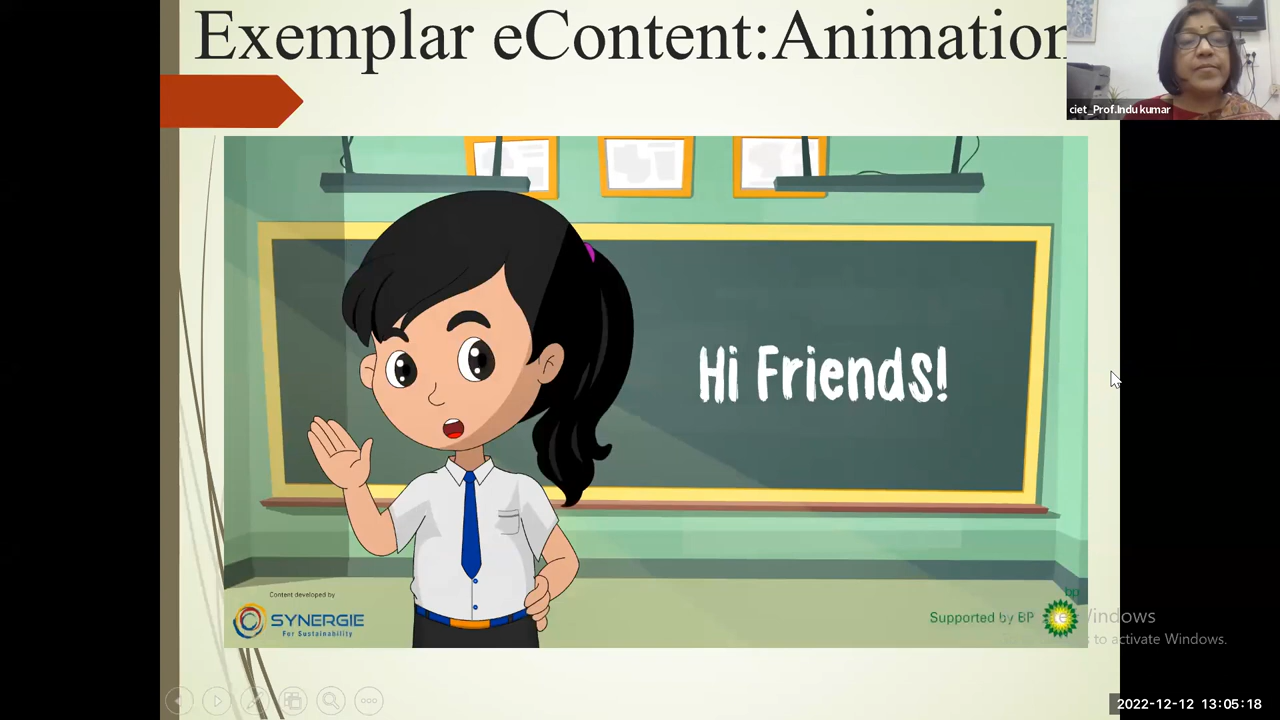 Exemplar eContent:Animation
ciet_Prof.Indu kumar
Hi Friends!
Content developed by
SYNERGIE
For Sustainability
bp
Supported by BP
Windows
to activate Windows.
2022-12-12 13:05:18